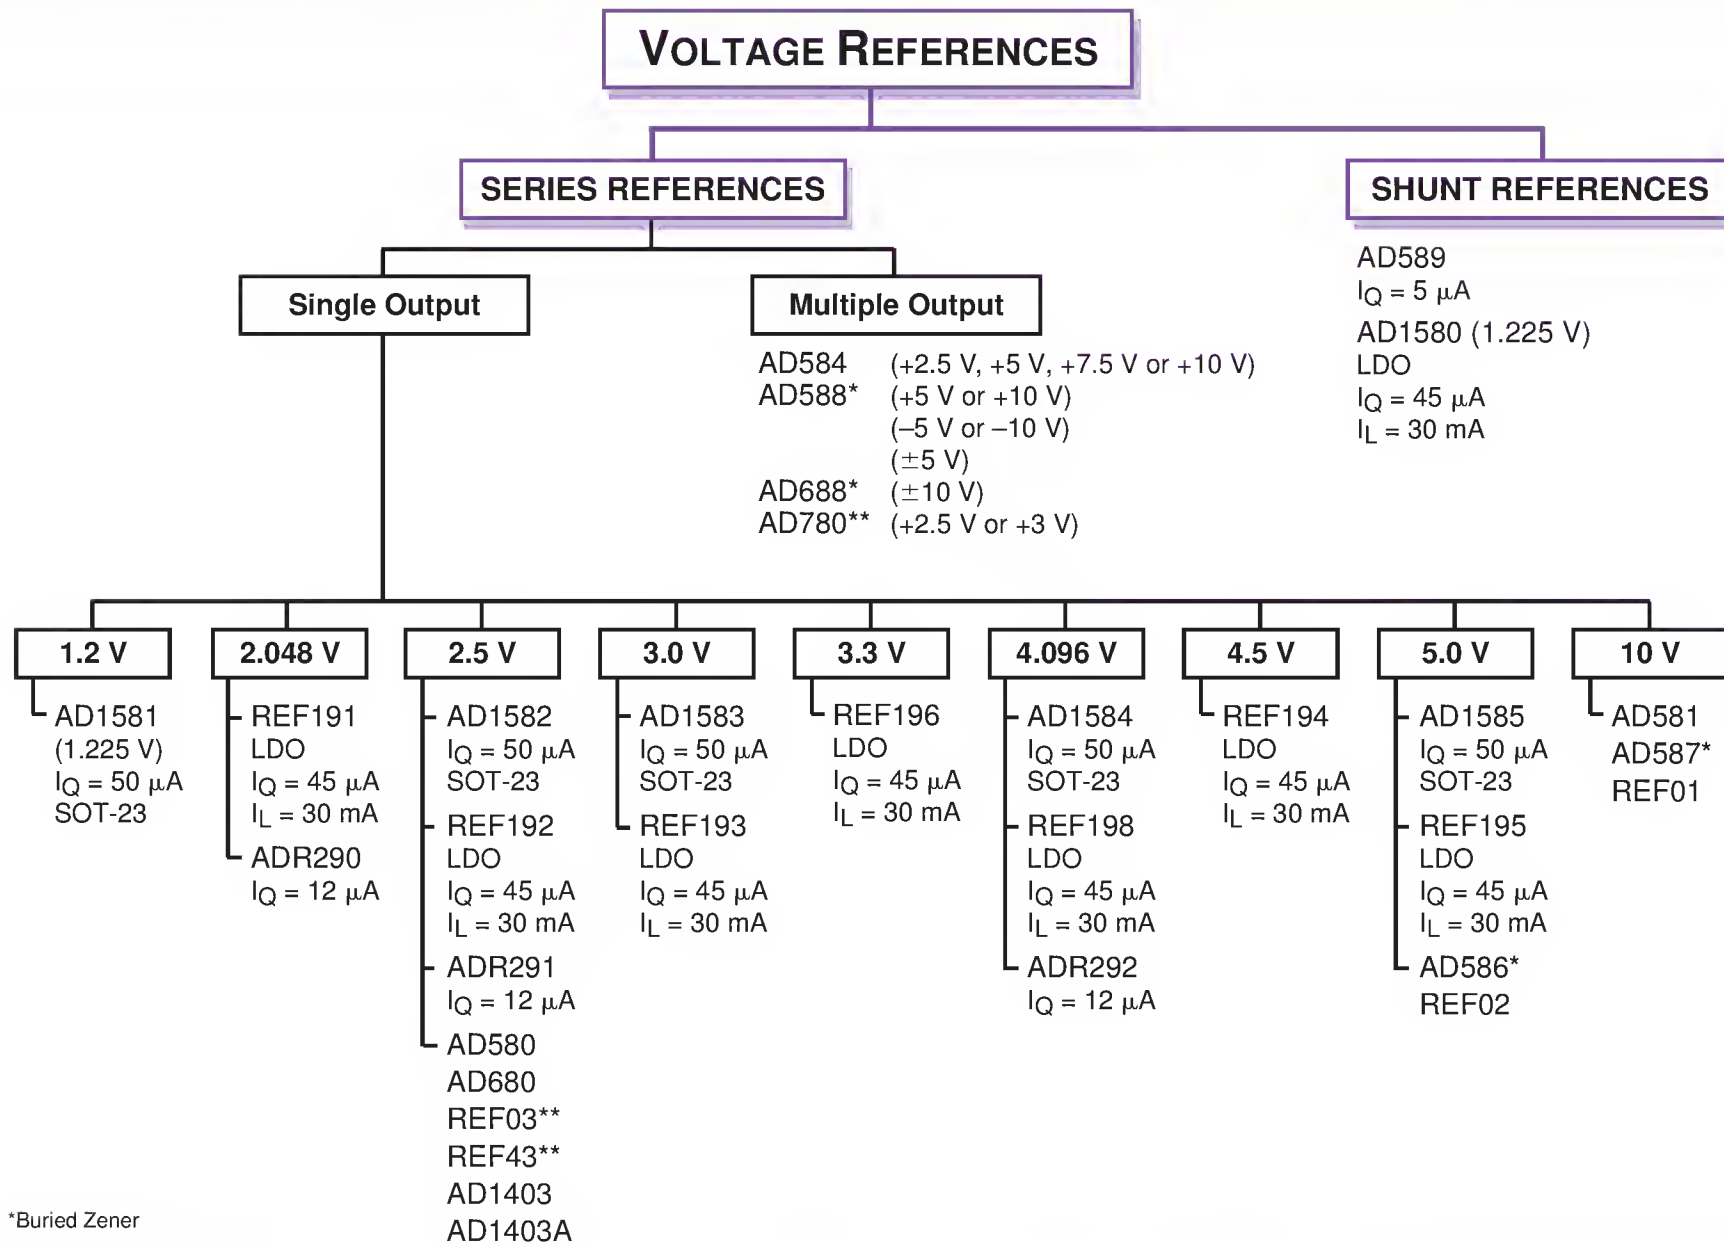 VOLTAGE REFERENCES
SERIES REFERENCES
SHUNT REFERENCES
AD589
IQ = 5 µA
AD1580 (1.225 V)
LDO
IQ = 45 µA
IL = 30 mA
Single Output
Multiple Output
AD584 (+2.5 V, +5 V, +7.5 V or +10 V)
AD588* (+5 V or +10 V)
(–5 V or –10 V)
(±5 V)
AD688* (±10 V)
AD780** (+2.5 V or +3 V)
1.2 V
AD1581
(1.225 V)
IQ = 50 µA
SOT-23
2.048 V
REF191
LDO
IQ = 45 µA
IL = 30 mA
ADR290
IQ = 12 µA
2.5 V
AD1582
IQ = 50 µA
SOT-23
REF192
LDO
IQ = 45 µA
IL = 30 mA
ADR291
IQ = 12 µA
AD580
AD680
REF03**
REF43**
AD1403
AD1403A
3.0 V
AD1583
IQ = 50 µA
SOT-23
REF193
LDO
IQ = 45 µA
IL = 30 mA
3.3 V
REF196
LDO
IQ = 45 µA
IL = 30 mA
4.096 V
AD1584
IQ = 50 µA
SOT-23
REF198
LDO
IQ = 45 µA
IL = 30 mA
ADR292
IQ = 12 µA
4.5 V
REF194
LDO
IQ = 45 µA
IL = 30 mA
5.0 V
AD1585
IQ = 50 µA
SOT-23
REF195
LDO
IQ = 45 µA
IL = 30 mA
AD586*
REF02
10 V
AD581
AD587*
REF01
*Buried Zener